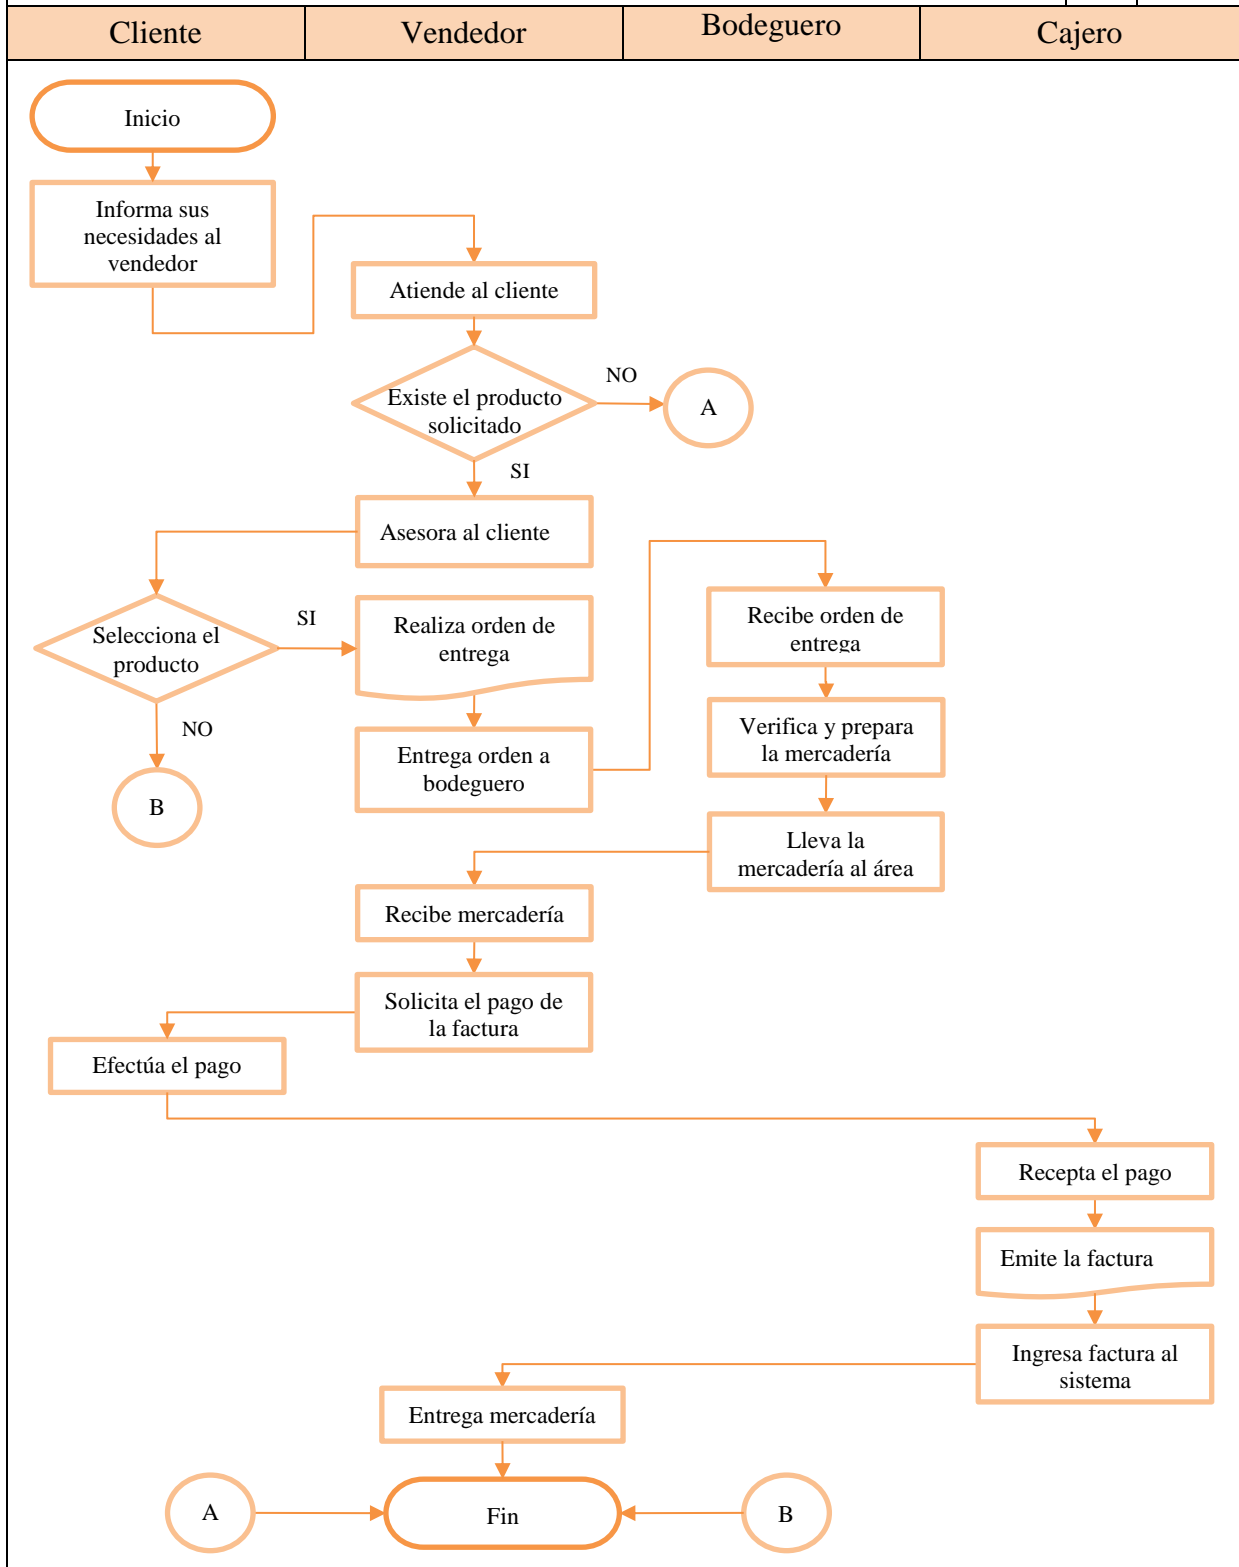 Cliente
Vendedor
Bodeguero
Cajero
Inicio
Informa sus
necesidades al
vendedor
Atiende al cliente
Existe el producto
solicitado
NO
A
SI
Asesora al cliente
Selecciona el
producto
SI
NO
B
Realiza orden de
entrega
Entrega orden a
bodeguero
Recibe orden de
entrega
Verifica y prepara
la mercadería
Lleva la
mercadería al área
Recibe mercadería
Solicita el pago de
la factura
Efectúa el pago
Recepta el pago
Emite la factura
Ingresa factura al
sistema
Entrega mercadería
A
Fin
B